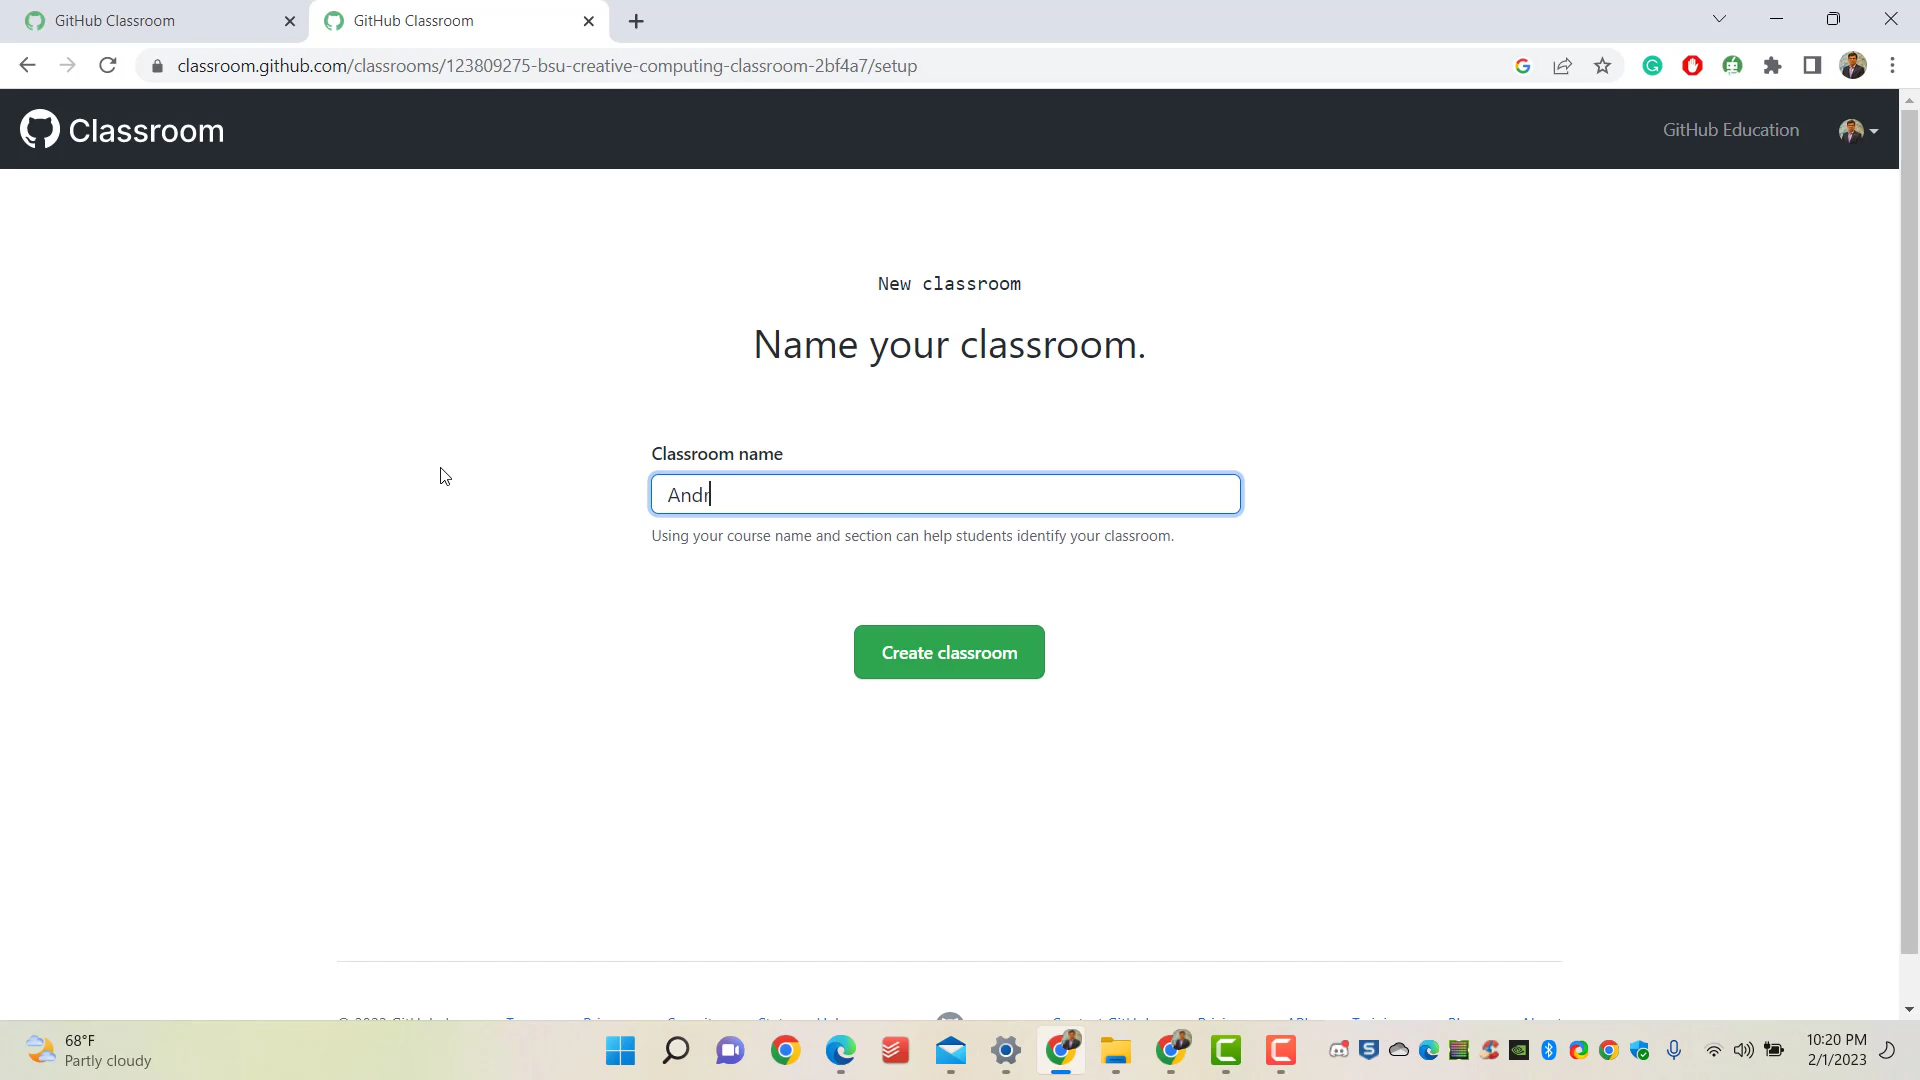 GitHub Classroom
GitHub Classroom
classroom.github.com/classrooms/123809275-bsu-creative-computing-classroom-2bf4a7/setup
Classroom
GitHub Education
New classroom
Name your classroom.
Classroom name
Andr
Using your course name and section can help students identify your classroom.
Create classroom
68°F
Partly cloudy
10:20 PM
2/1/2023